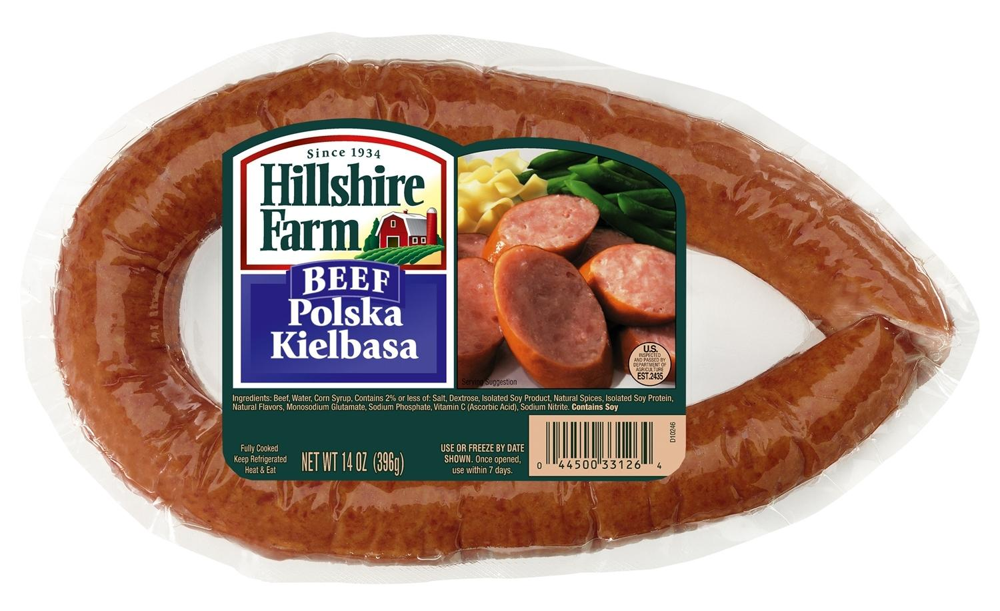 Since 1934
Hillshire
Farm
BEEF
Polska
Kielbasa
Serving Suggestion
U.S.
INSPECTED
AND PASSED BY
DEPARTMENT OF
AGRICULTURE
EST.2435
Ingredients: Beef, Water, Corn Syrup, Contains 2% or less of: Salt, Dextrose, Isolated Soy Product, Natural Spices, Isolated Soy Protein,
Natural Flavors, Monosodium Glutamate, Sodium Phosphate, Vitamin C (Ascorbic Acid), Sodium Nitrite. Contains Soy
Fully Cooked
Keep Refrigerated
Heat & Eat
NET WT 14 OZ (396g)
USE OR FREEZE BY DATE
SHOWN. Once opened,
use within 7 days.
0 44500 33126 4
D10246